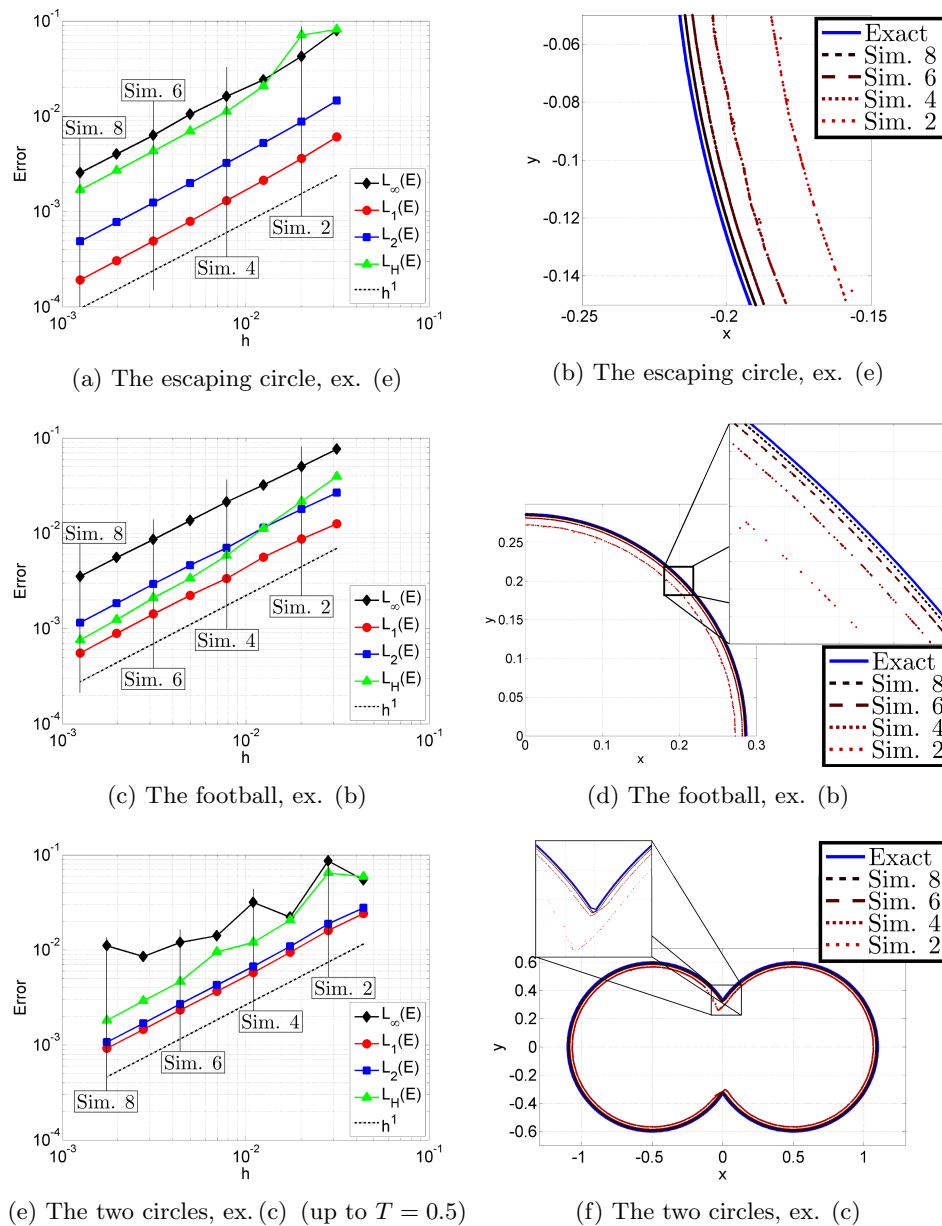 10^-1
10^-2
10^-3
10^-4
Error
Sim. 8
Sim. 6
Sim. 4
Sim. 2
L∞(E)
L_1(E)
L_2(E)
L_H(E)
h^1
10^-3
10^-2
10^-1
h
(a) The escaping circle, ex. (e)
-0.06
-0.08
-0.1
-0.12
-0.14
y
Exact
Sim. 8
Sim. 6
Sim. 4
Sim. 2
-0.25
-0.2
-0.15
x
(b) The escaping circle, ex. (e)
10^-1
10^-2
10^-3
10^-4
Error
Sim. 8
Sim. 6
Sim. 4
Sim. 2
L∞(E)
L_1(E)
L_2(E)
L_H(E)
h^1
10^-3
10^-2
10^-1
h
(c) The football, ex. (b)
0.25
0.2
0.15
0.1
0.05
0
y
0
0.1
0.2
0.3
x
Exact
Sim. 8
Sim. 6
Sim. 4
Sim. 2
(d) The football, ex. (b)
10^-1
10^-2
10^-3
10^-4
Error
Sim. 8
Sim. 6
Sim. 4
Sim. 2
L∞(E)
L_1(E)
L_2(E)
L_H(E)
h^1
10^-3
10^-2
10^-1
h
(e) The two circles, ex. (c) (up to T = 0.5)
Exact
Sim. 8
Sim. 6
Sim. 4
Sim. 2
0.6
0.4
0.2
0
-0.2
-0.4
-0.6
y
-1
-0.5
0
0.5
1
x
(f) The two circles, ex. (c)